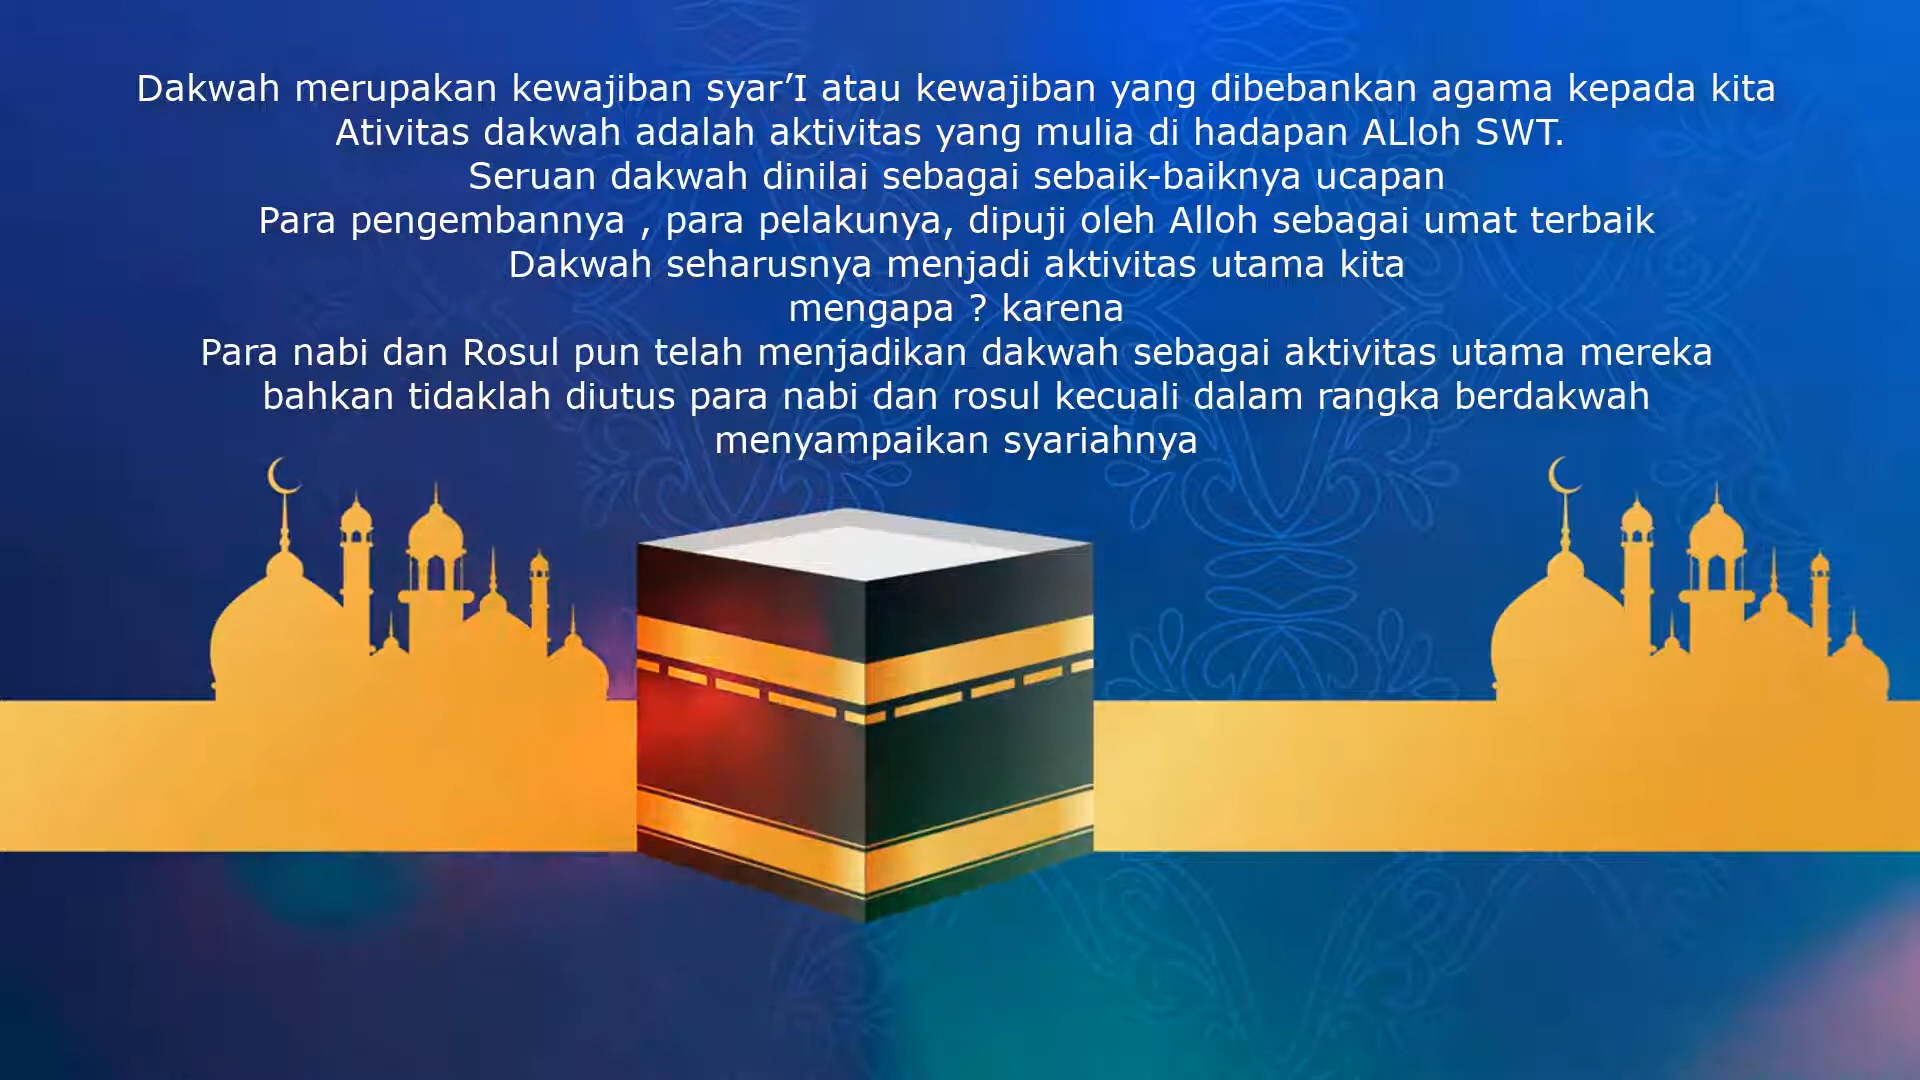 Dakwah merupakan kewajiban syar’I atau kewajiban yang dibebankan agama kepada kita
Ativitas dakwah adalah aktivitas yang mulia di hadapan ALloh SWT.
Seruan dakwah dinilai sebagai sebaik-baiknya ucapan
Para pengembannya , para pelakunya, dipuji oleh Alloh sebagai umat terbaik
Dakwah seharusnya menjadi aktivitas utama kita
mengapa ? karena
Para nabi dan Rosul pun telah menjadikan dakwah sebagai aktivitas utama mereka
bahkan tidaklah diutus para nabi dan rosul kecuali dalam rangka berdakwah
menyampaikan syariahnya